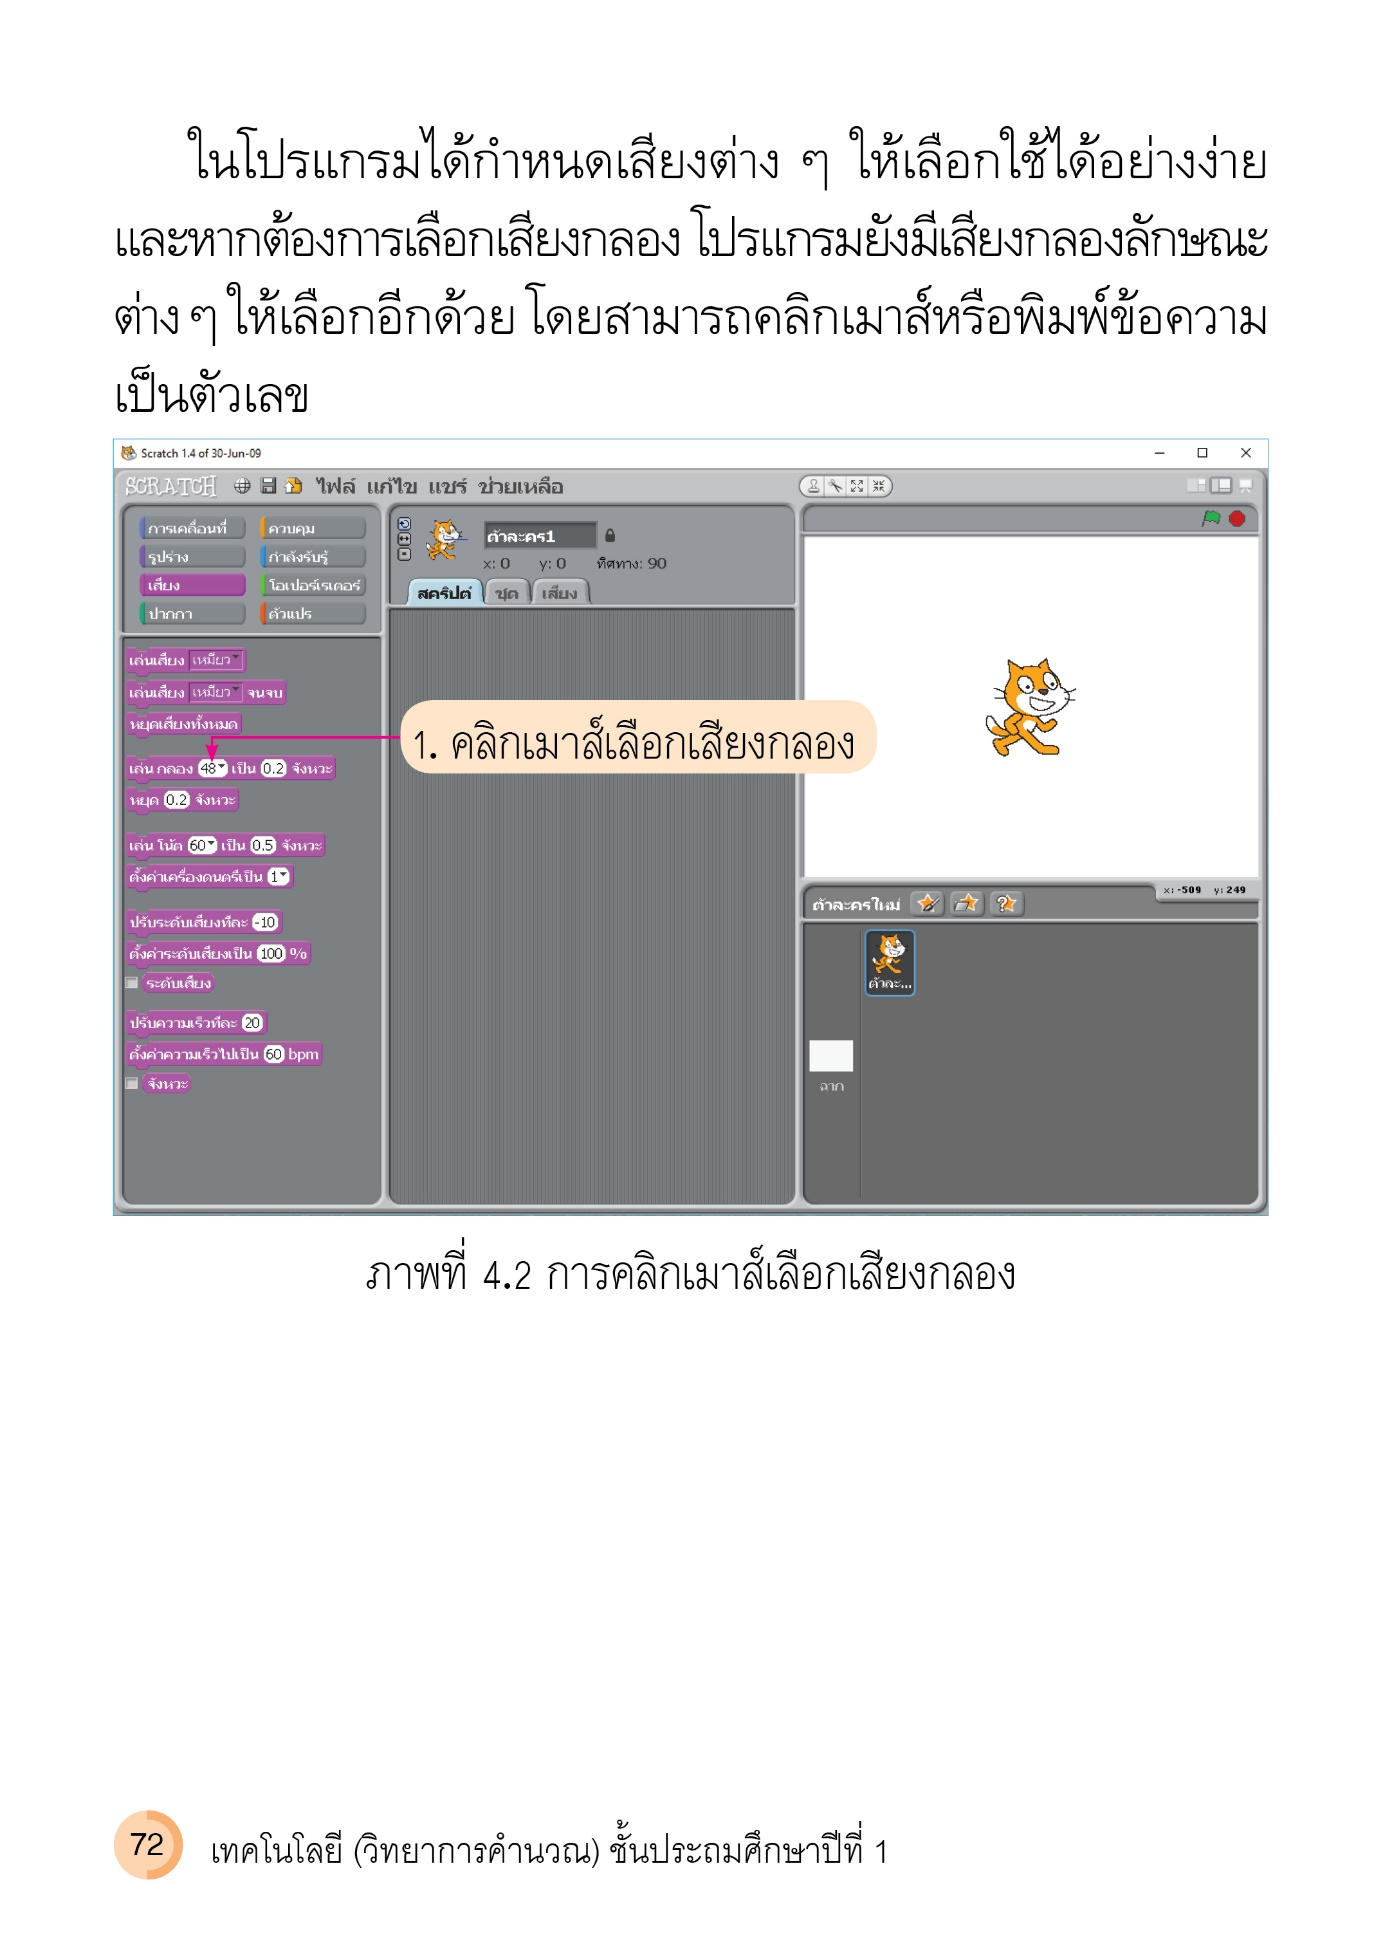 ในโปรแกรมได้กำหนดเสียงต่าง ๆ ให้เลือกใช้ได้อย่างง่าย
และหากต้องการเลือกเสียงกลอง โปรแกรมยังมีเสียงกลองลักษณะ
ต่าง ๆ ให้เลือกอีกด้วย โดยสามารถคลิกเมาส์หรือพิมพ์ข้อความ
เป็นตัวเลข
Scratch 1.4 of 30-Jun-09
SCRATCH ไฟล์ แก้ไข แชร์ ช่วยเหลือ
การเคลื่อนที่ ควบคุม
รูปร่าง กำลังรับรู้
เสียง โอเปอร์เรเตอร์
ปากกา ตัวแปร
ตัวละคร1
x: 0 y: 0 ทิศทาง: 90
สคริปต์ ชุด เสียง
เล่นเสียง เหมียว
เล่นเสียง เหมียว จนจบ
หยุดเสียงทั้งหมด
1. คลิกเมาส์เลือกเสียงกลอง
เล่น กลอง 48 เป็น 0.2 จังหวะ
หยุด 0.2 จังหวะ
เล่น โน้ต 60 เป็น 0.5 จังหวะ
ตั้งค่าเครื่องดนตรีเป็น 1
ปรับระดับเสียงทีละ -10
ตั้งค่าระดับเสียงเป็น 100 %
ระดับเสียง
ปรับความเร็วทีละ 20
ตั้งค่าความเร็วไปเป็น 60 bpm
จังหวะ
x: -509 y: 249
ตัวละครใหม่
ตัวละ...
ฉาก
ภาพที่ 4.2 การคลิกเมาส์เลือกเสียงกลอง
72 เทคโนโลยี (วิทยาการคำนวณ) ชั้นประถมศึกษาปีที่ 1